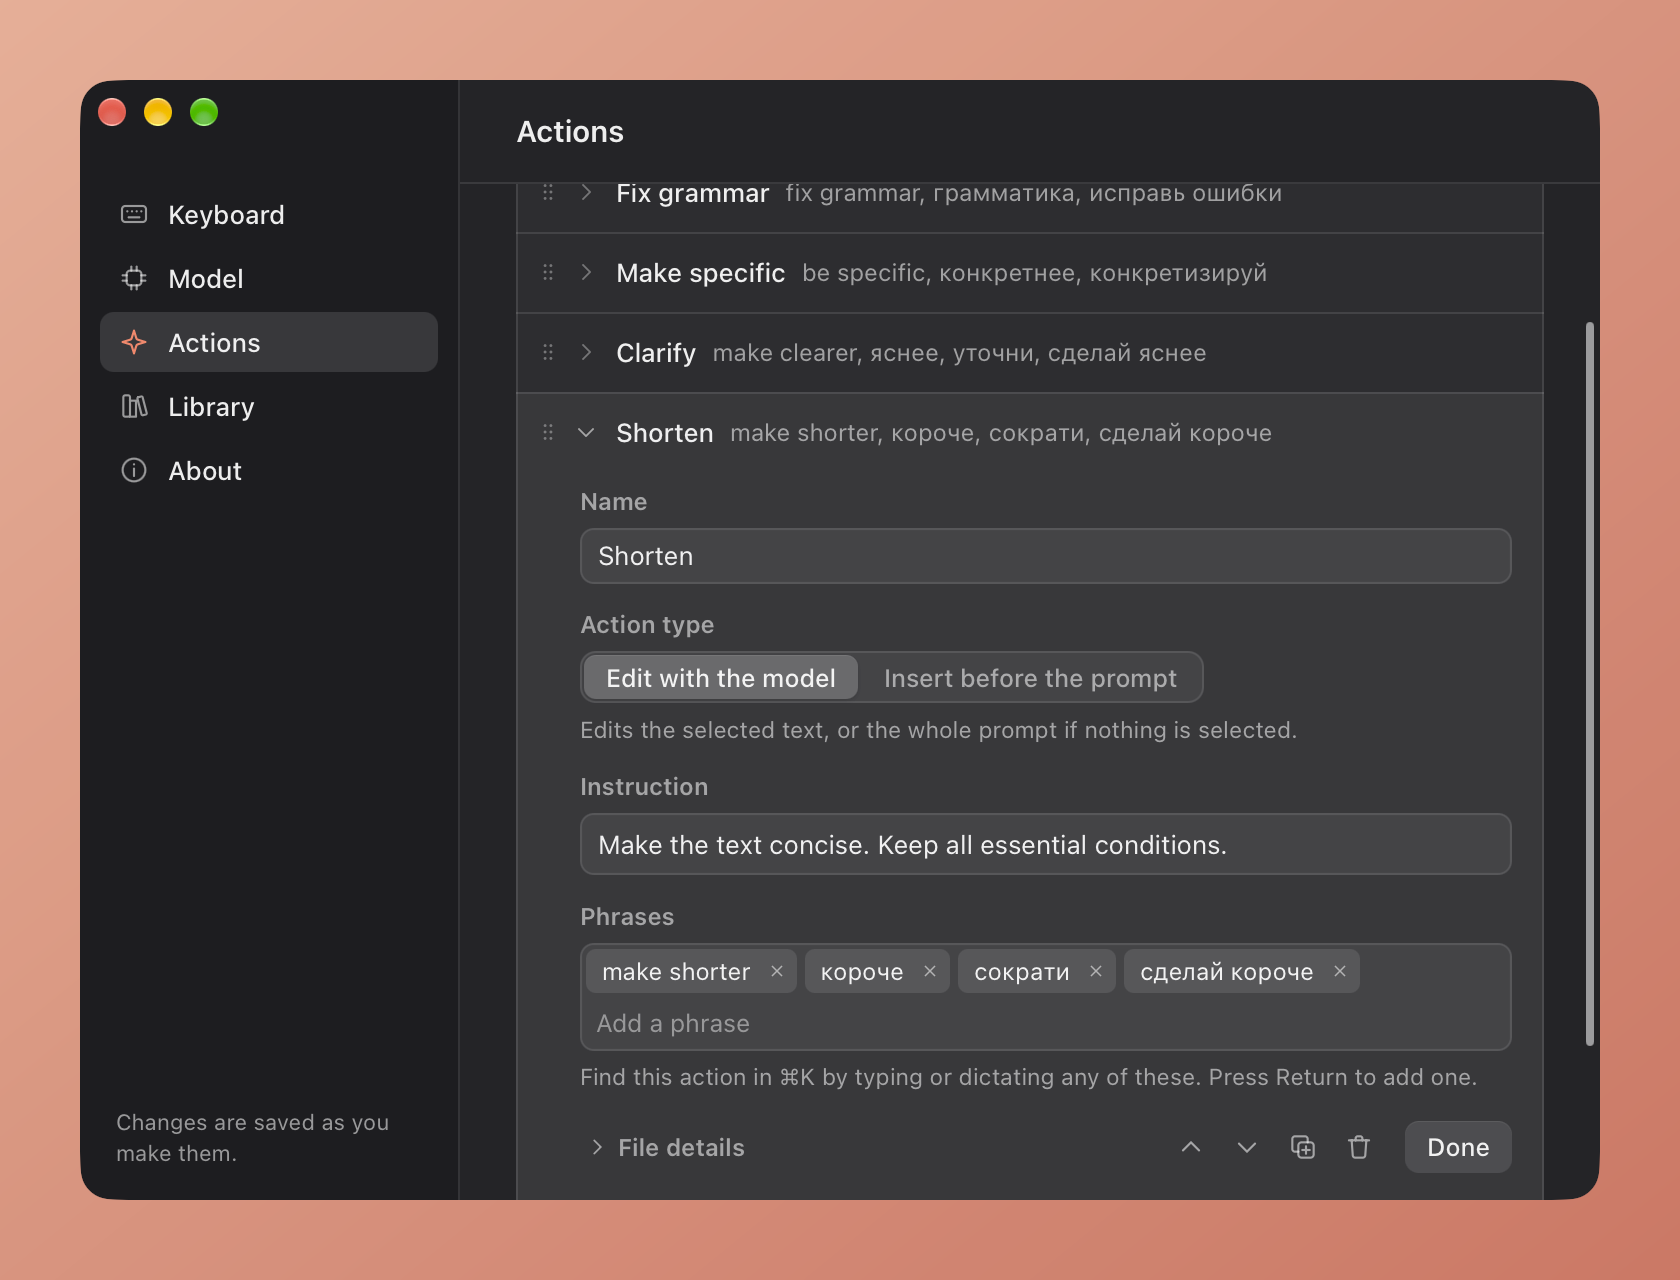 Actions
Keyboard
Model
Actions
Library
About
Changes are saved as you
make them.
Fix grammar fix grammar, грамматика, исправь ошибки
Make specific be specific, конкретнее, конкретизируй
Clarify make clearer, яснее, уточни, сделай яснее
Shorten make shorter, короче, сократи, сделай короче
Name
Shorten
Action type
Edit with the model Insert before the prompt
Edits the selected text, or the whole prompt if nothing is selected.
Instruction
Make the text concise. Keep all essential conditions.
Phrases
make shorter × короче × сократи × сделай короче ×
Add a phrase
Find this action in ⌘K by typing or dictating any of these. Press Return to add one.
File details Done